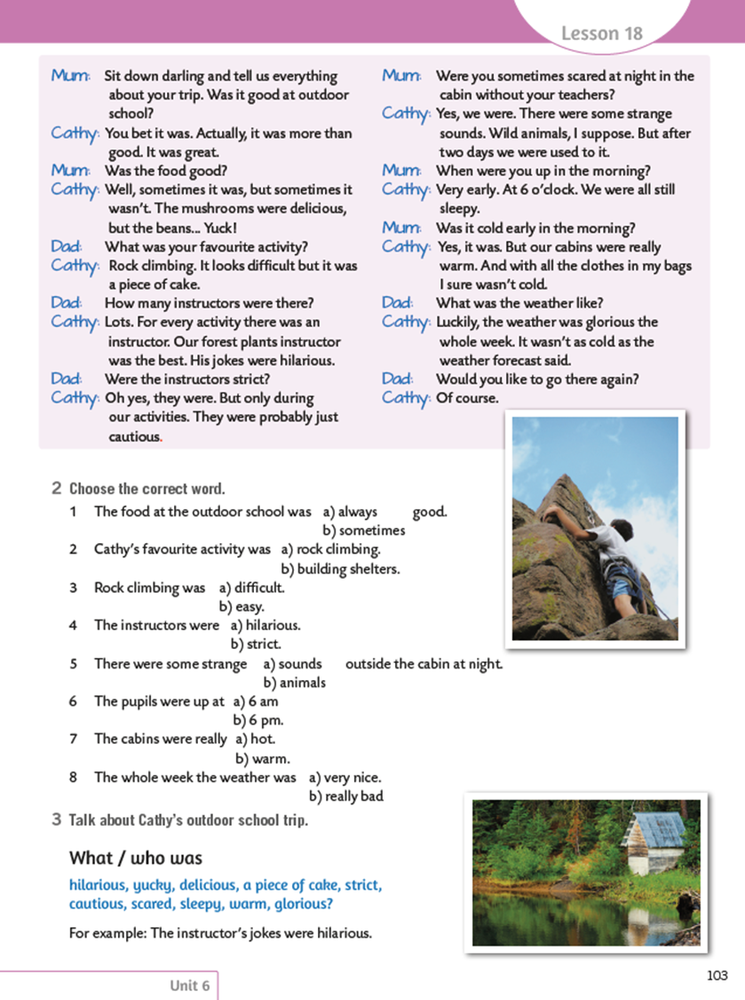 Lesson 18
Mum: Sit down darling and tell us everything
about your trip. Was it good at outdoor
school?
Cathy: You bet it was. Actually, it was more than
good. It was great.
Mum: Was the food good?
Cathy: Well, sometimes it was, but sometimes it
wasn't. The mushrooms were delicious,
but the beans... Yuck!
Dad: What was your favourite activity?
Cathy: Rock climbing. It looks difficult but it was
a piece of cake.
Dad: How many instructors were there?
Cathy: Lots. For every activity there was an
instructor. Our forest plants instructor
was the best. His jokes were hilarious.
Dad: Were the instructors strict?
Cathy: Oh yes, they were. But only during
our activities. They were probably just
cautious.
Mum: Were you sometimes scared at night in the
cabin without your teachers?
Cathy: Yes, we were. There were some strange
sounds. Wild animals, I suppose. But after
two days we were used to it.
Mum: When were you up in the morning?
Cathy: Very early. At 6 o'clock. We were all still
sleepy.
Mum: Was it cold early in the morning?
Cathy: Yes, it was. But our cabins were really
warm. And with all the clothes in my bags
I sure wasn't cold.
Dad: What was the weather like?
Cathy: Luckily, the weather was glorious the
whole week. It wasn't as cold as the
weather forecast said.
Dad: Would you like to go there again?
Cathy: Of course.
2 Choose the correct word.
1 The food at the outdoor school was a) always good.
b) sometimes
2 Cathy's favourite activity was a) rock climbing.
b) building shelters.
3 Rock climbing was a) difficult.
b) easy.
4 The instructors were a) hilarious.
b) strict.
5 There were some strange a) sounds outside the cabin at night.
b) animals
6 The pupils were up at a) 6 am
b) 6 pm.
7 The cabins were really a) hot.
b) warm.
8 The whole week the weather was a) very nice.
b) really bad
3 Talk about Cathy's outdoor school trip.
What / who was
hilarious, yucky, delicious, a piece of cake, strict,
cautious, scared, sleepy, warm, glorious?
For example: The instructor's jokes were hilarious.
Unit 6
103